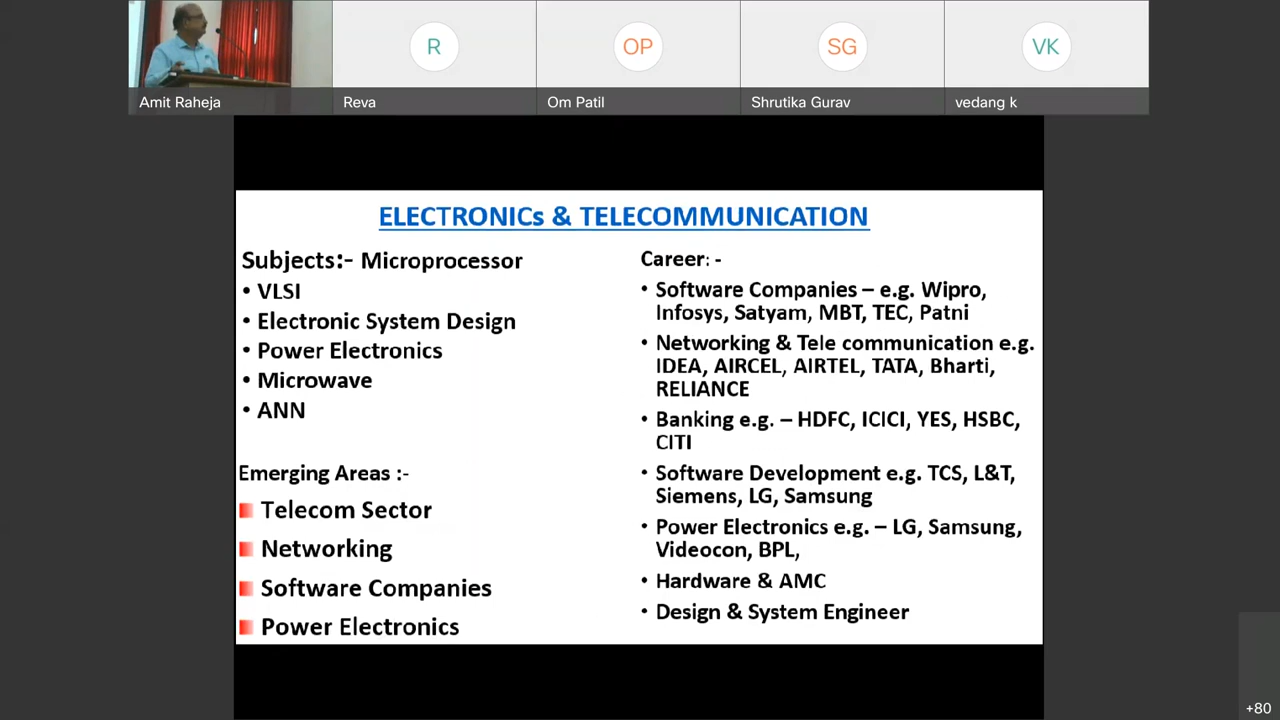 R
OP
SG
VK
Amit Raheja
Reva
Om Patil
Shrutika Gurav
vedang k
ELECTRONICs & TELECOMMUNICATION
Subjects:- Microprocessor
• VLSI
• Electronic System Design
• Power Electronics
• Microwave
• ANN
Emerging Areas :-
Telecom Sector
Networking
Software Companies
Power Electronics
Career: -
• Software Companies – e.g. Wipro,
Infosys, Satyam, MBT, TEC, Patni
• Networking & Tele communication e.g.
IDEA, AIRCEL, AIRTEL, TATA, Bharti,
RELIANCE
• Banking e.g. – HDFC, ICICI, YES, HSBC,
CITI
• Software Development e.g. TCS, L&T,
Siemens, LG, Samsung
• Power Electronics e.g. – LG, Samsung,
Videocon, BPL,
• Hardware & AMC
• Design & System Engineer
+80